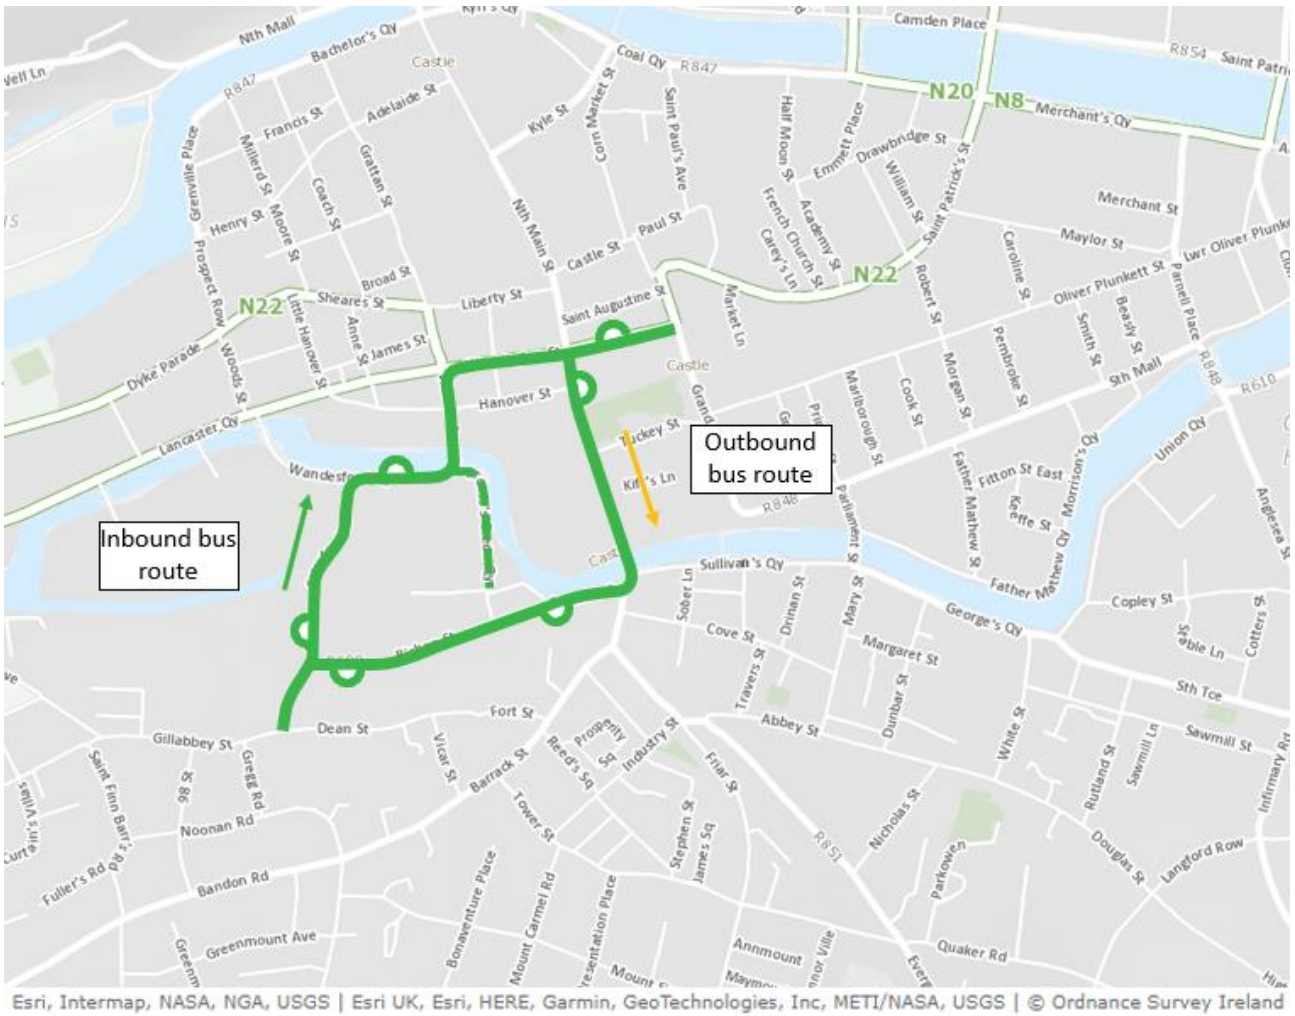 Nth Mall
Kyrl's Qy
Bachelor's Qy
Castle
Coal Qy
R847
Camden Place
R854
Saint Patri
Well Ln
R847
Adelaide St
Kyle St
Corn Market St
Saint Paul's Ave
Half Moon St
Emmett Place
N20
N8
Merchant's Qy
Francis St
Grenville Place
Millerd St
Grattan St
Coach St
Drawbridge St
William St
Saint Patrick's St
Henry St
Moore St
Nth Main St
Paul St
Castle St
Academy St
French Church St
Carey's Ln
Merchant St
Maylor St
Lwr Oliver Plunke
Prospect Row
Broad St
Sheares St
N22
Liberty St
Saint Augustine St
N22
Robert St
Caroline St
Oliver Plunkett St
Parnell Place
Little Hanover St
Anne St
James St
Market Ln
Beasly St
Smith St
Dyke Parade
Woods St
Castle
Pembroke St
Sth Mall
R848
R610
Hanover St
Marlborough St
Cook St
Morgan St
Lancaster Qy
Tuckey St
Outbound
bus route
Union Qy
Morrison's Qy
Fitton St East
Keeffe St
Father Mathew St
R848
Parliament St
Anglesea St
Inbound bus
route
Sullivan's Qy
Father Mathew Qy
Sober Ln
Drinan St
Mary St
George's Qy
Copley St
Cotters St
Cove St
Margaret St
Travers St
Dunbar St
Sth Tce
Dean St
Fort St
Abbey St
White St
Sawmill St
Gillabbey St
Gregg Rd
98 St
Vicar St
Barrack St
Prosperity
Sq
Reed's Sq
Industry St
Friar St
Rutland St
Sawmill Ln
Infirmary Rd
Saint Finn Barr's Rd
Noonan Rd
Tower St
Stephen St
James Sq
R851
Nicholas St
Douglas St
Langford Row
Parkowen
Fuller's Rd
Bandon Rd
Greenmount Ave
Bonaventure Place
Mount Carmel Rd
Annmount
Quaker Rd
Esri, Intermap, NASA, NGA, USGS | Esri UK, Esri, HERE, Garmin, GeoTechnologies, Inc, METI/NASA, USGS | © Ordnance Survey Ireland